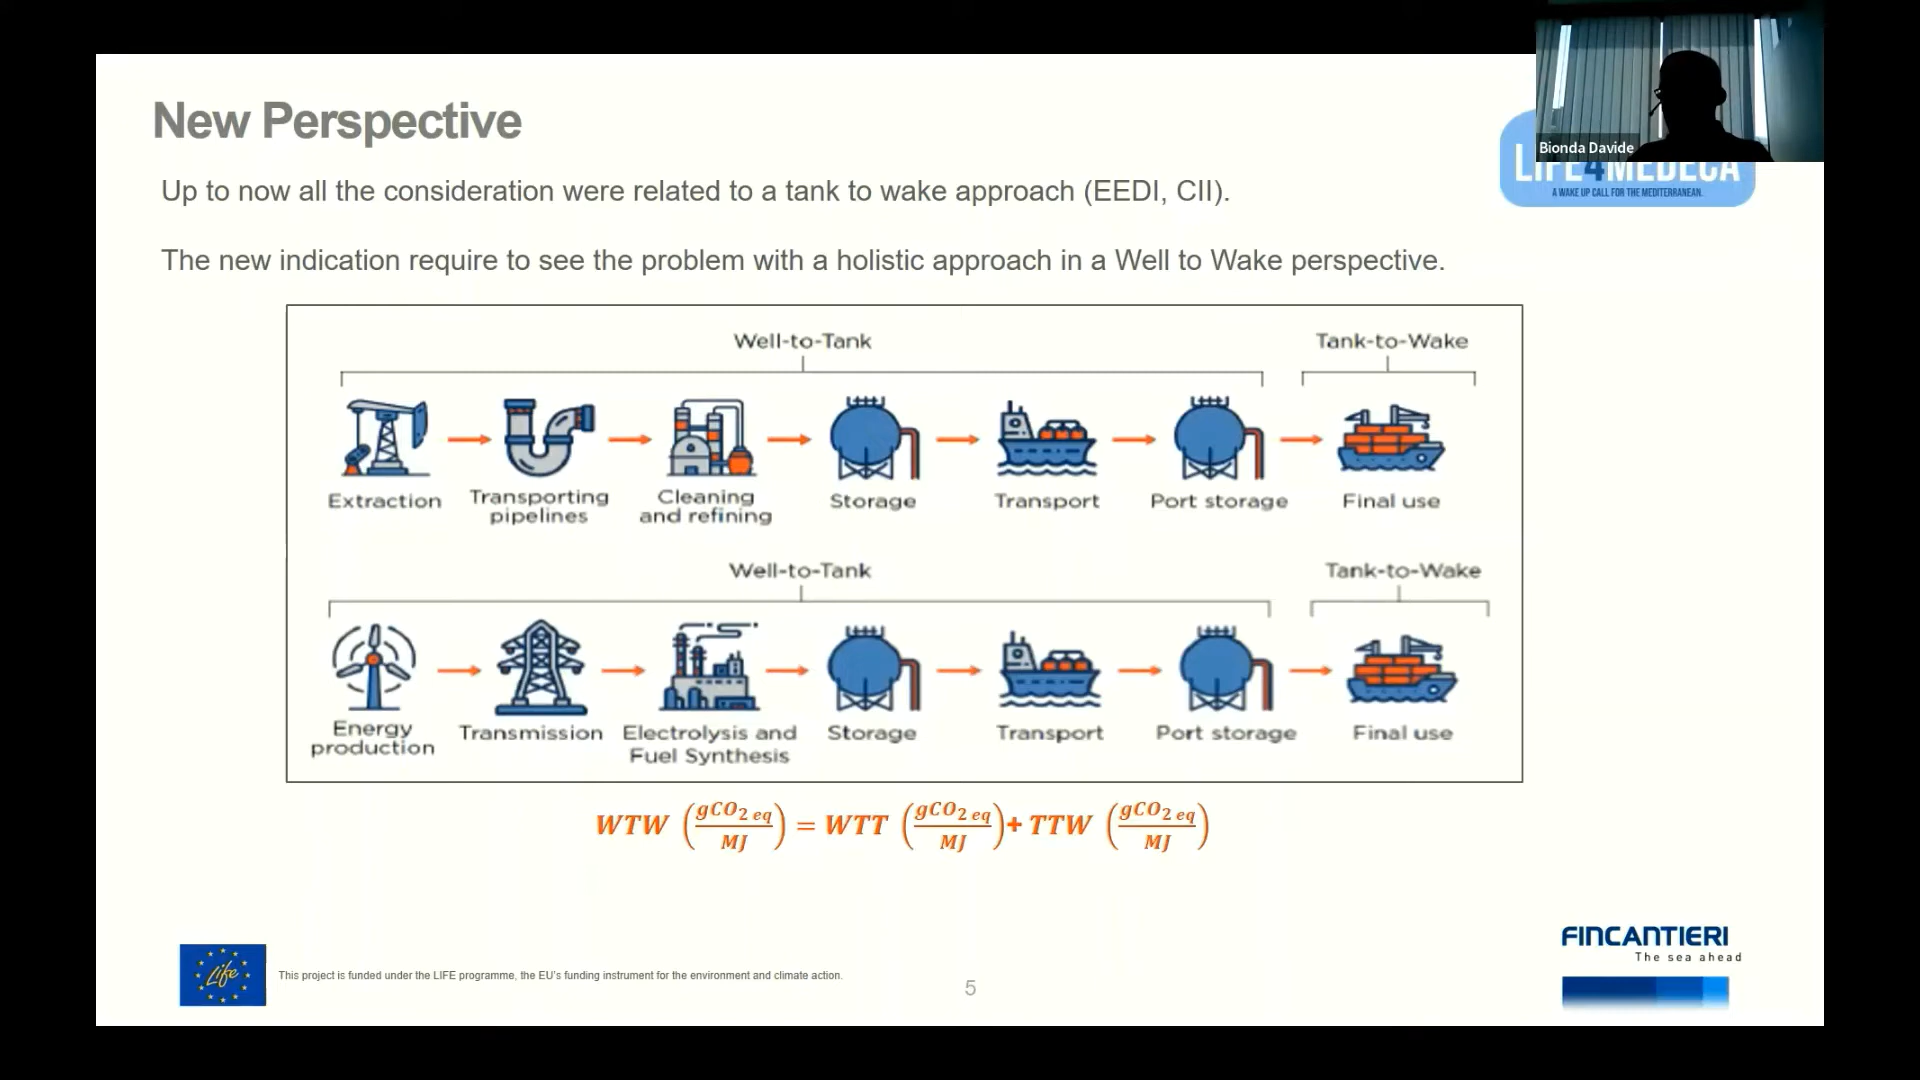 New Perspective
Bionda Davide
LIFE4MEDECA
A WAKE UP CALL FOR THE MEDITERRANEAN.
Up to now all the consideration were related to a tank to wake approach (EEDI, CII).
The new indication require to see the problem with a holistic approach in a Well to Wake perspective.
Well-to-Tank Tank-to-Wake
Extraction Transporting pipelines Cleaning and refining Storage Transport Port storage Final use
Well-to-Tank Tank-to-Wake
Energy production Transmission Electrolysis and Fuel Synthesis Storage Transport Port storage Final use
WTW (gCO2 eq/MJ) = WTT (gCO2 eq/MJ) + TTW (gCO2 eq/MJ)
Life
This project is funded under the LIFE programme, the EU's funding instrument for the environment and climate action.
5
FINCANTIERI
The sea ahead